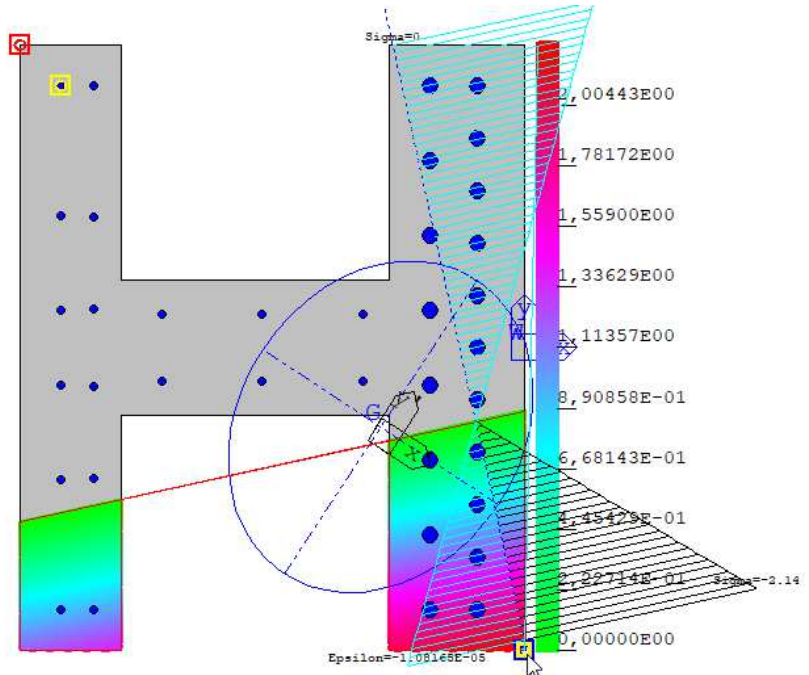 Sigma=0
2,00443E00
1,78172E00
1,55900E00
1,33629E00
1,11357E00
8,90858E-01
6,68143E-01
4,45429E-01
2,22714E-01
0,00000E00
y
W
X
G
X
Sigma=-2.14
Epsilon=-1.08165E-05